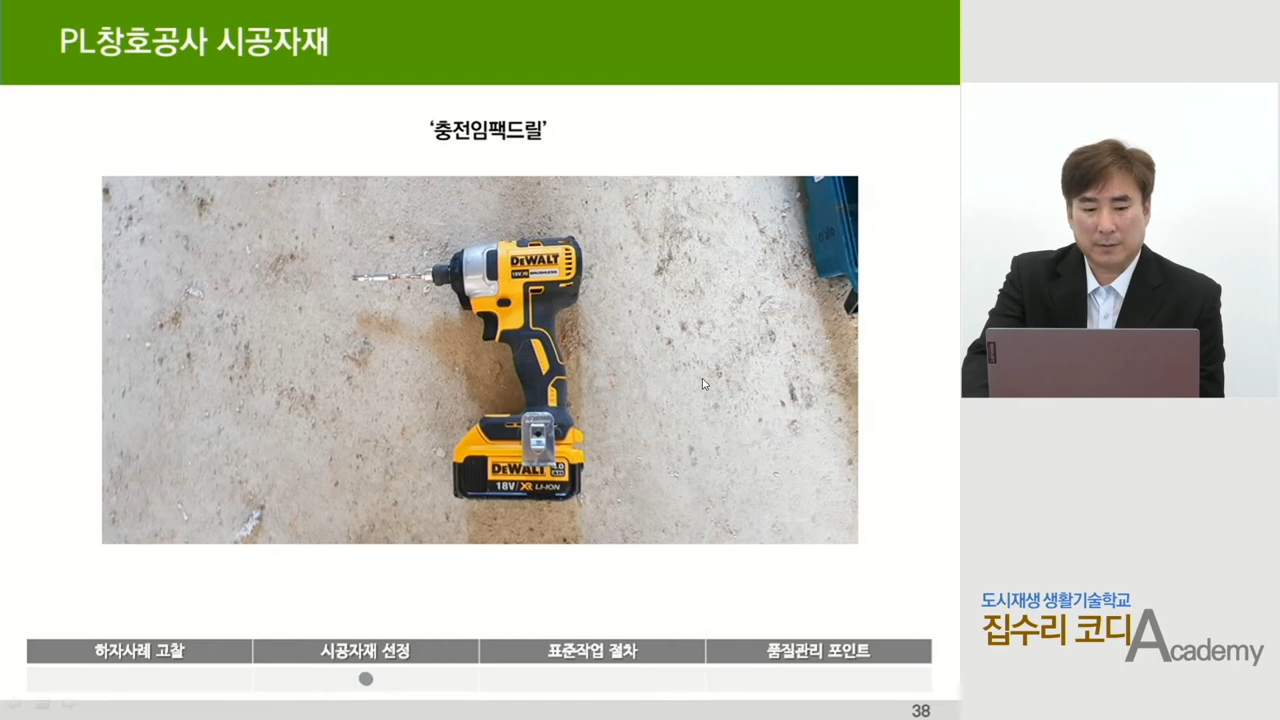 PL창호공사 시공자재
‘충전임팩드릴’
DEWALT
18V XR BRUSHLESS
DEWALT
18V/XR LI-ION
하자사례 고찰
시공자재 선정
표준작업 절차
품질관리 포인트
38
도시재생 생활기술학교
집수리 코디Academy
Lenovo